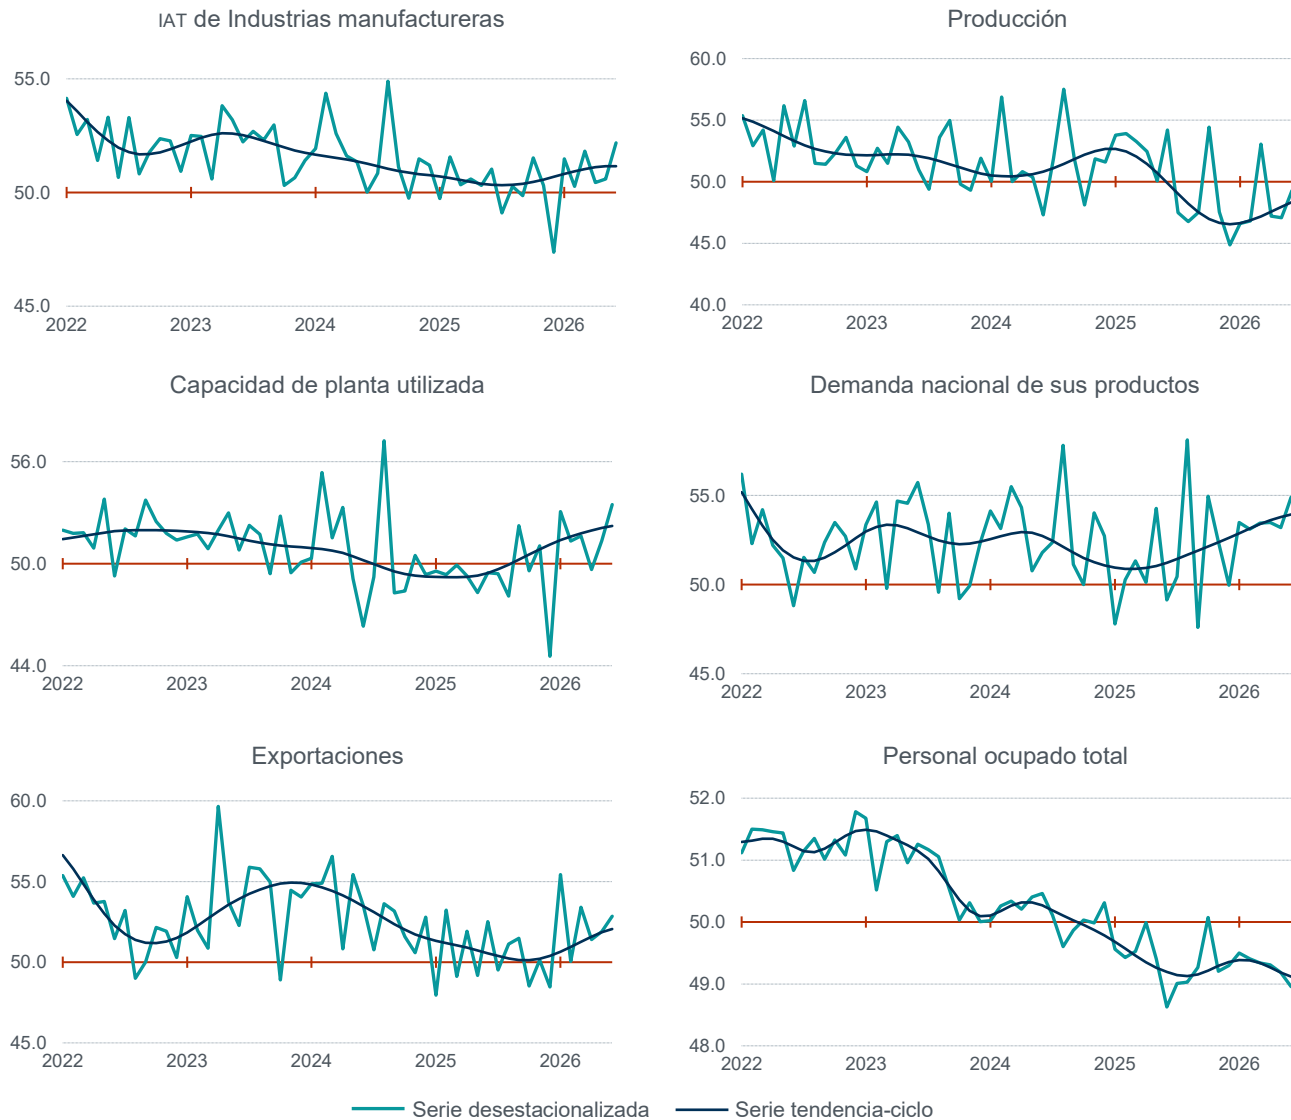 IAT de Industrias manufactureras
55.0
50.0
45.0
2022 2023 2024 2025 2026
Producción
60.0
55.0
50.0
45.0
40.0
2022 2023 2024 2025 2026
Capacidad de planta utilizada
56.0
50.0
44.0
2022 2023 2024 2025 2026
Demanda nacional de sus productos
55.0
50.0
45.0
2022 2023 2024 2025 2026
Exportaciones
60.0
55.0
50.0
45.0
2022 2023 2024 2025 2026
Personal ocupado total
52.0
51.0
50.0
49.0
48.0
2022 2023 2024 2025 2026
Serie desestacionalizada Serie tendencia-ciclo